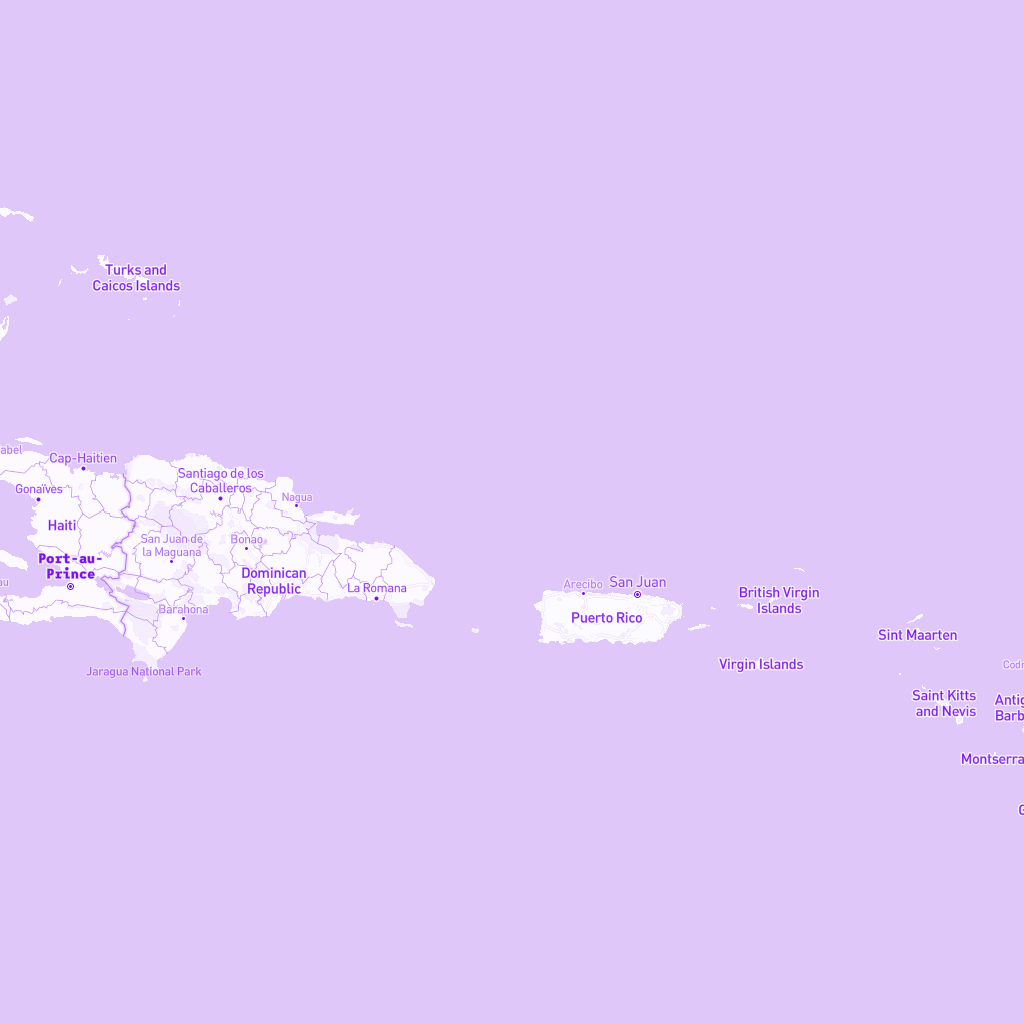 Turks and
Caicos Islands
abel
Cap-Haïtien
Santiago de los
Caballeros
Gonaïves
Nagua
Haiti
San Juan de
la Maguana
Bonao
Port-au-
Prince
Dominican
Republic
La Romana
Arecibo
San Juan
au
British Virgin
Islands
Barahona
Puerto Rico
Sint Maarten
Jaragua National Park
Virgin Islands
Codr
Saint Kitts
and Nevis
Antig
Barb
Montserra
G